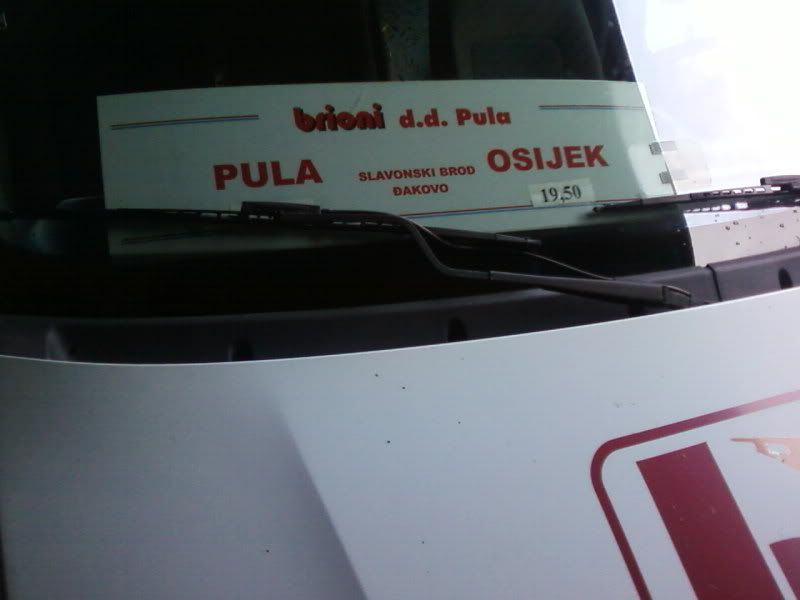 brioni d.d. Pula
PULA SLAVONSKI BROD OSIJEK
ĐAKOVO
19,50